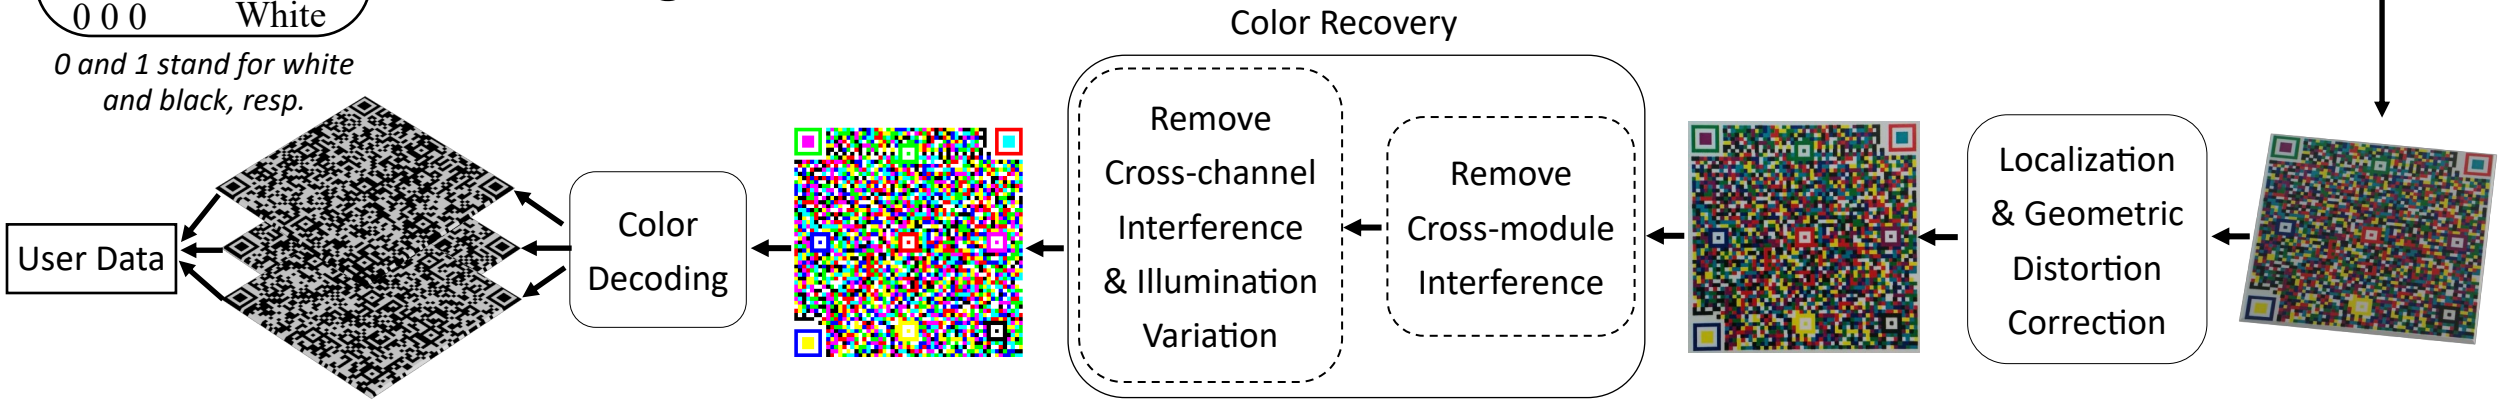 0 0 0 White
0 and 1 stand for white
and black, resp.
User Data
Color
Decoding
Color Recovery
Remove
Cross-channel
Interference
& Illumination
Variation
Remove
Cross-module
Interference
Localization
& Geometric
Distortion
Correction